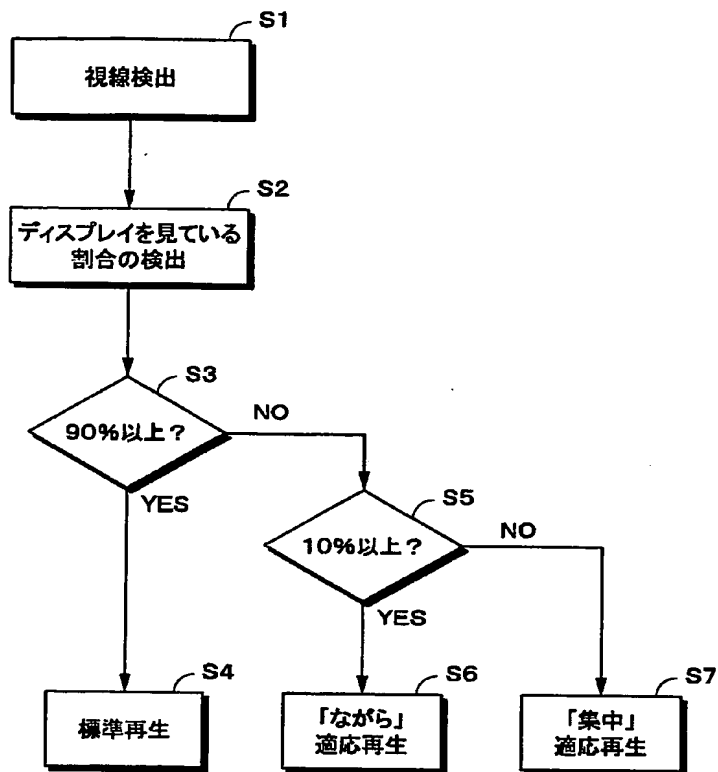 S1
視線検出
S2
ディスプレイを見ている
割合の検出
S3
90%以上?
NO
YES
S5
10%以上?
NO
YES
S4
標準再生
S6
「ながら」
適応再生
S7
「集中」
適応再生